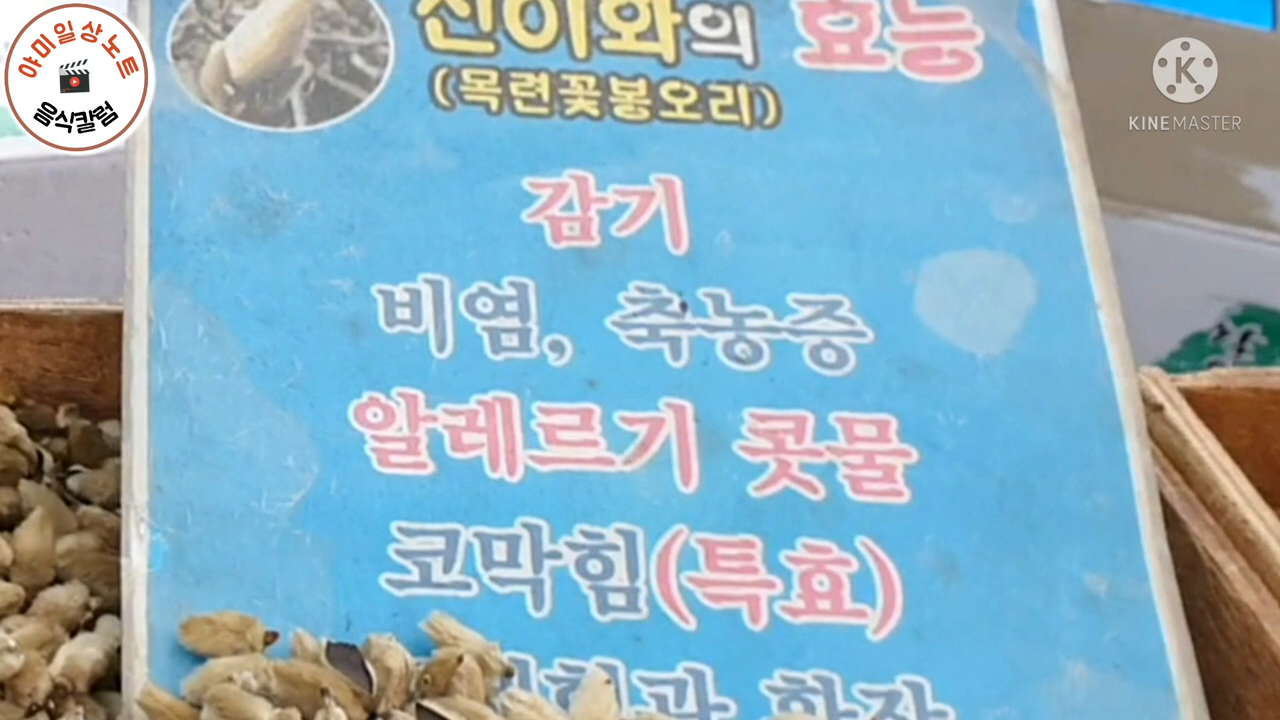 야미일상노트
음식칼럼
KINEMASTER
신이화의 효능
(목련꽃봉오리)
감기
비염, 축농증
알레르기 콧물
코막힘(특효)
확장